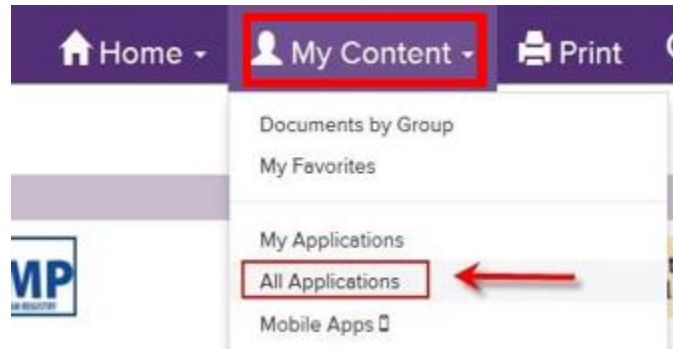 Home
My Content
Print
Documents by Group
My Favorites
My Applications
All Applications
Mobile Apps
MP